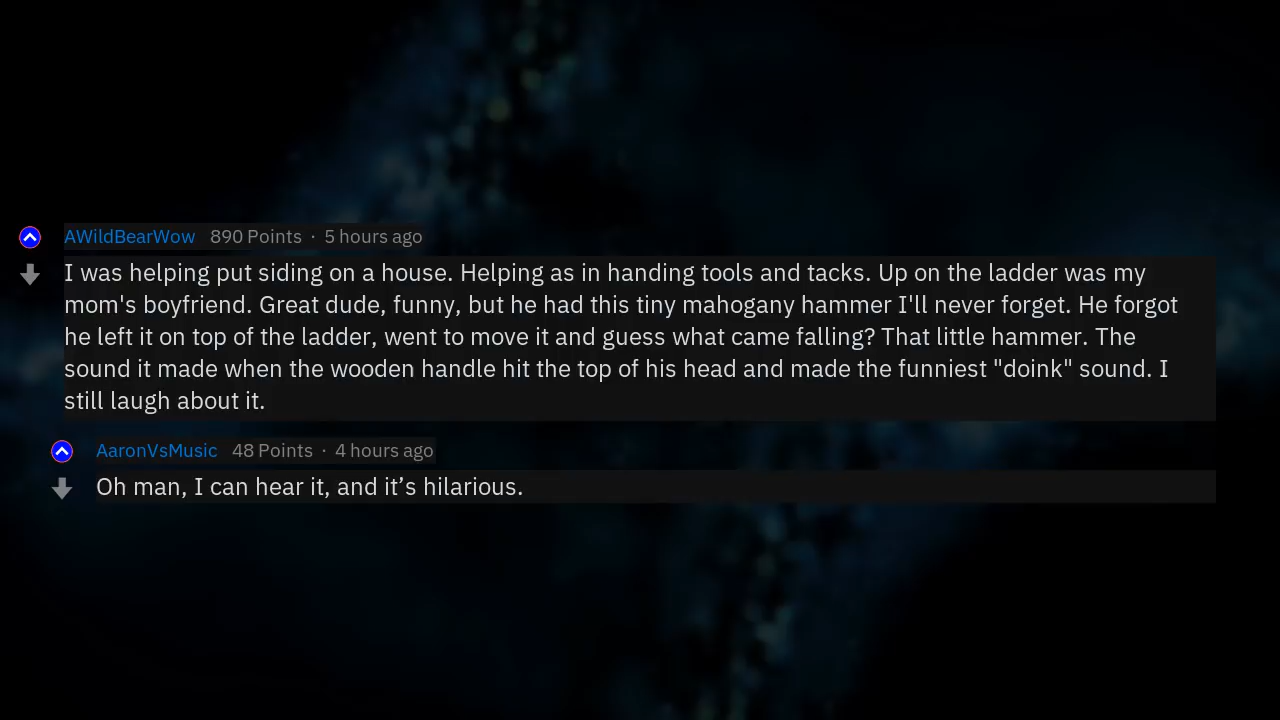 AWildBearWow 890 Points · 5 hours ago
I was helping put siding on a house. Helping as in handing tools and tacks. Up on the ladder was my
mom's boyfriend. Great dude, funny, but he had this tiny mahogany hammer I'll never forget. He forgot
he left it on top of the ladder, went to move it and guess what came falling? That little hammer. The
sound it made when the wooden handle hit the top of his head and made the funniest "doink" sound. I
still laugh about it.
AaronVsMusic 48 Points · 4 hours ago
Oh man, I can hear it, and it’s hilarious.